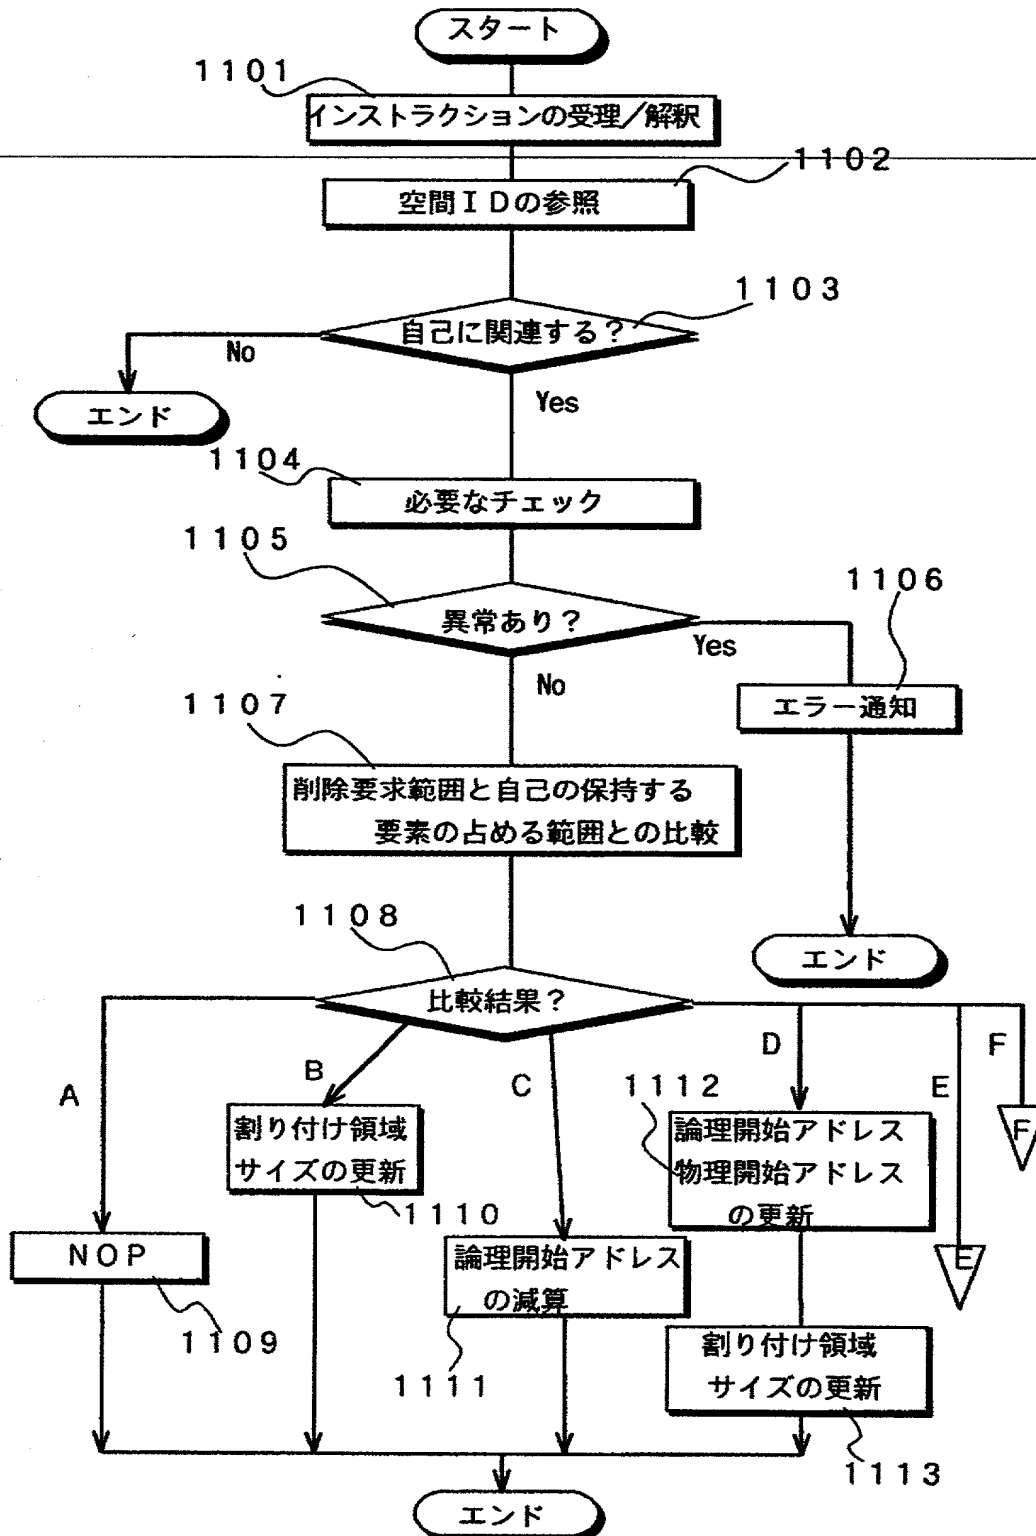 スタート
1101
インストラクションの受理／解釈
1102
空間IDの参照
1103
自己に関連する？
No
Yes
エンド
1104
必要なチェック
1105
異常あり？
Yes
No
1106
エラー通知
1107
削除要求範囲と自己の保持する
要素の占める範囲との比較
エンド
1108
比較結果？
A
B
C
D
E
F
1112
割り付け領域
サイズの更新
1110
論理開始アドレス
物理開始アドレス
の更新
F
E
NOP
1109
論理開始アドレス
の減算
1111
割り付け領域
サイズの更新
1113
エンド